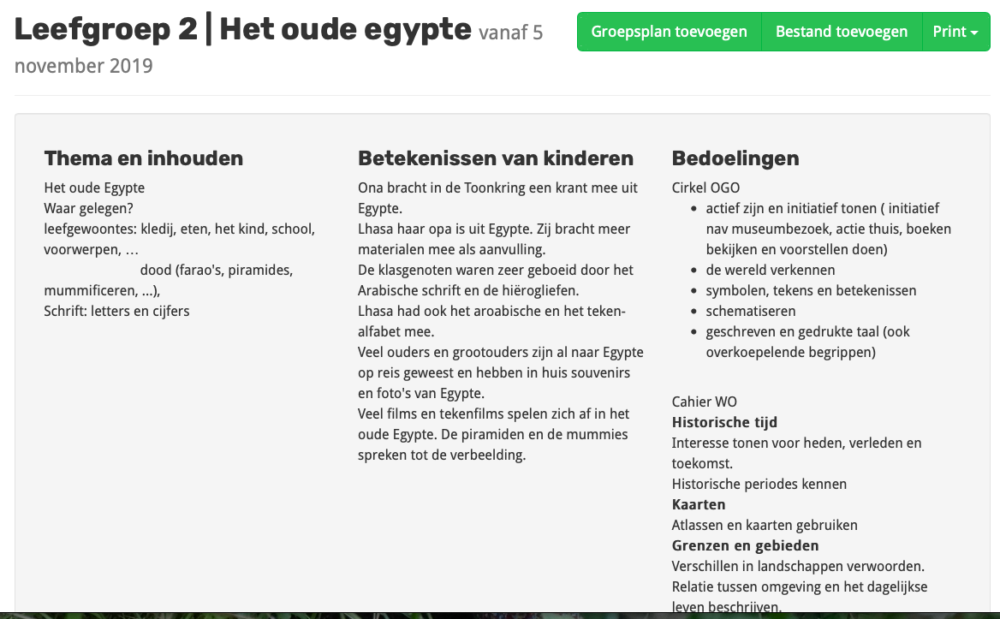 Leefgroep 2 | Het oude egypte vanaf 5
november 2019
Groepsplan toevoegen
Bestand toevoegen
Print
Thema en inhouden
Het oude Egypte
Waar gelegen?
leefgewoontes: kledij, eten, het kind, school,
voorwerpen, …
dood (farao's, piramides,
mummificeren, ...),
Schrift: letters en cijfers
Betekenissen van kinderen
Ona bracht in de Toonkring een krant mee uit
Egypte.
Lhasa haar opa is uit Egypte. Zij bracht meer
materialen mee als aanvulling.
De klasgenoten waren zeer geboeid door het
Arabische schrift en de hiërogliefen.
Lhasa had ook het aroabische en het teken-
alfabet mee.
Veel ouders en grootouders zijn al naar Egypte
op reis geweest en hebben in huis souvenirs
en foto's van Egypte.
Veel films en tekenfilms spelen zich af in het
oude Egypte. De piramiden en de mummies
spreken tot de verbeelding.
Bedoelingen
Cirkel OGO
• actief zijn en initiatief tonen ( initiatief
nav museumbezoek, actie thuis, boeken
bekijken en voorstellen doen)
• de wereld verkennen
• symbolen, tekens en betekenissen
• schematiseren
• geschreven en gedrukte taal (ook
overkoepelende begrippen)
Cahier WO
Historische tijd
Interesse tonen voor heden, verleden en
toekomst.
Historische periodes kennen
Kaarten
Atlassen en kaarten gebruiken
Grenzen en gebieden
Verschillen in landschappen verwoorden.
Relatie tussen omgeving en het dagelijkse
leven beschrijven.